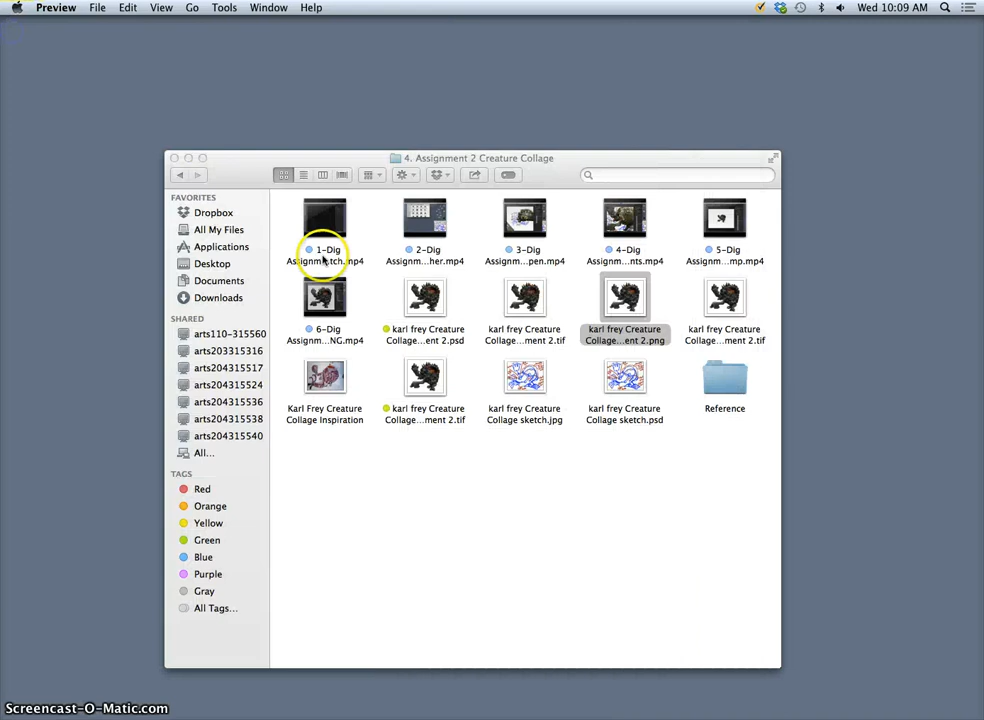 Preview File Edit View Go Tools Window Help Wed 10:09 AM
4. Assignment 2 Creature Collage
FAVORITES
Dropbox
All My Files
Applications
Desktop
Documents
Downloads
SHARED
arts110-315560
arts203315316
arts204315517
arts204315524
arts204315536
arts204315538
arts204315540
All...
TAGS
Red
Orange
Yellow
Green
Blue
Purple
Gray
All Tags...
1-Dig
Assignm...tch.mp4
2-Dig
Assignm...her.mp4
3-Dig
Assignm...pen.mp4
4-Dig
Assignm...nts.mp4
5-Dig
Assignm...mp.mp4
6-Dig
Assignm...NG.mp4
karl frey Creature
Collage...ent 2.psd
karl frey Creature
Collage...ment 2.tif
karl frey Creature
Collage...ent 2.png
karl frey Creature
Collage...ment 2.tif
Karl Frey Creature
Collage Inspiration
karl frey Creature
Collage...ment 2.tif
karl frey Creature
Collage sketch.jpg
karl frey Creature
Collage sketch.psd
Reference
Screencast-O-Matic.com